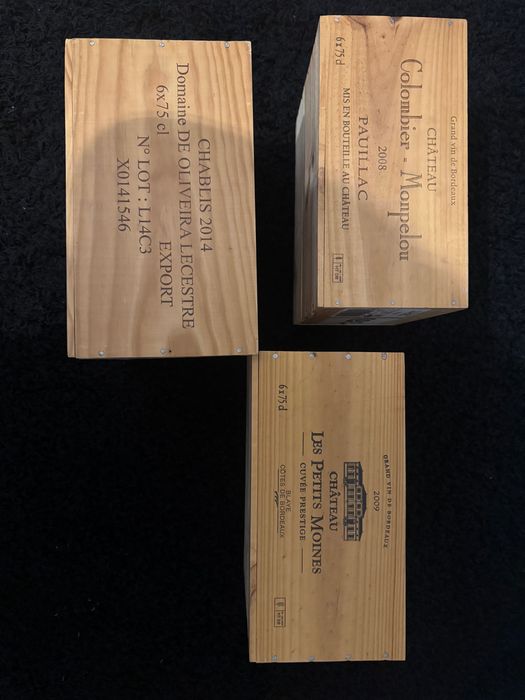 CHABLIS 2014
Domaine DE OLIVEIRA LECESTRE
6x75 cl EXPORT
N° LOT : L14C3
X0141546
Grand vin de Bordeaux
CHÂTEAU
Colombier - Monpelou
2008
PAUILLAC
6x75 cl
MIS EN BOUTEILLE AU CHÂTEAU
GRAND VIN DE BORDEAUX
2009
CHÂTEAU
LES PETITS MOINES
CUVÉE PRESTIGE
BLAYE
CÔTES DE BORDEAUX
6x75 cl